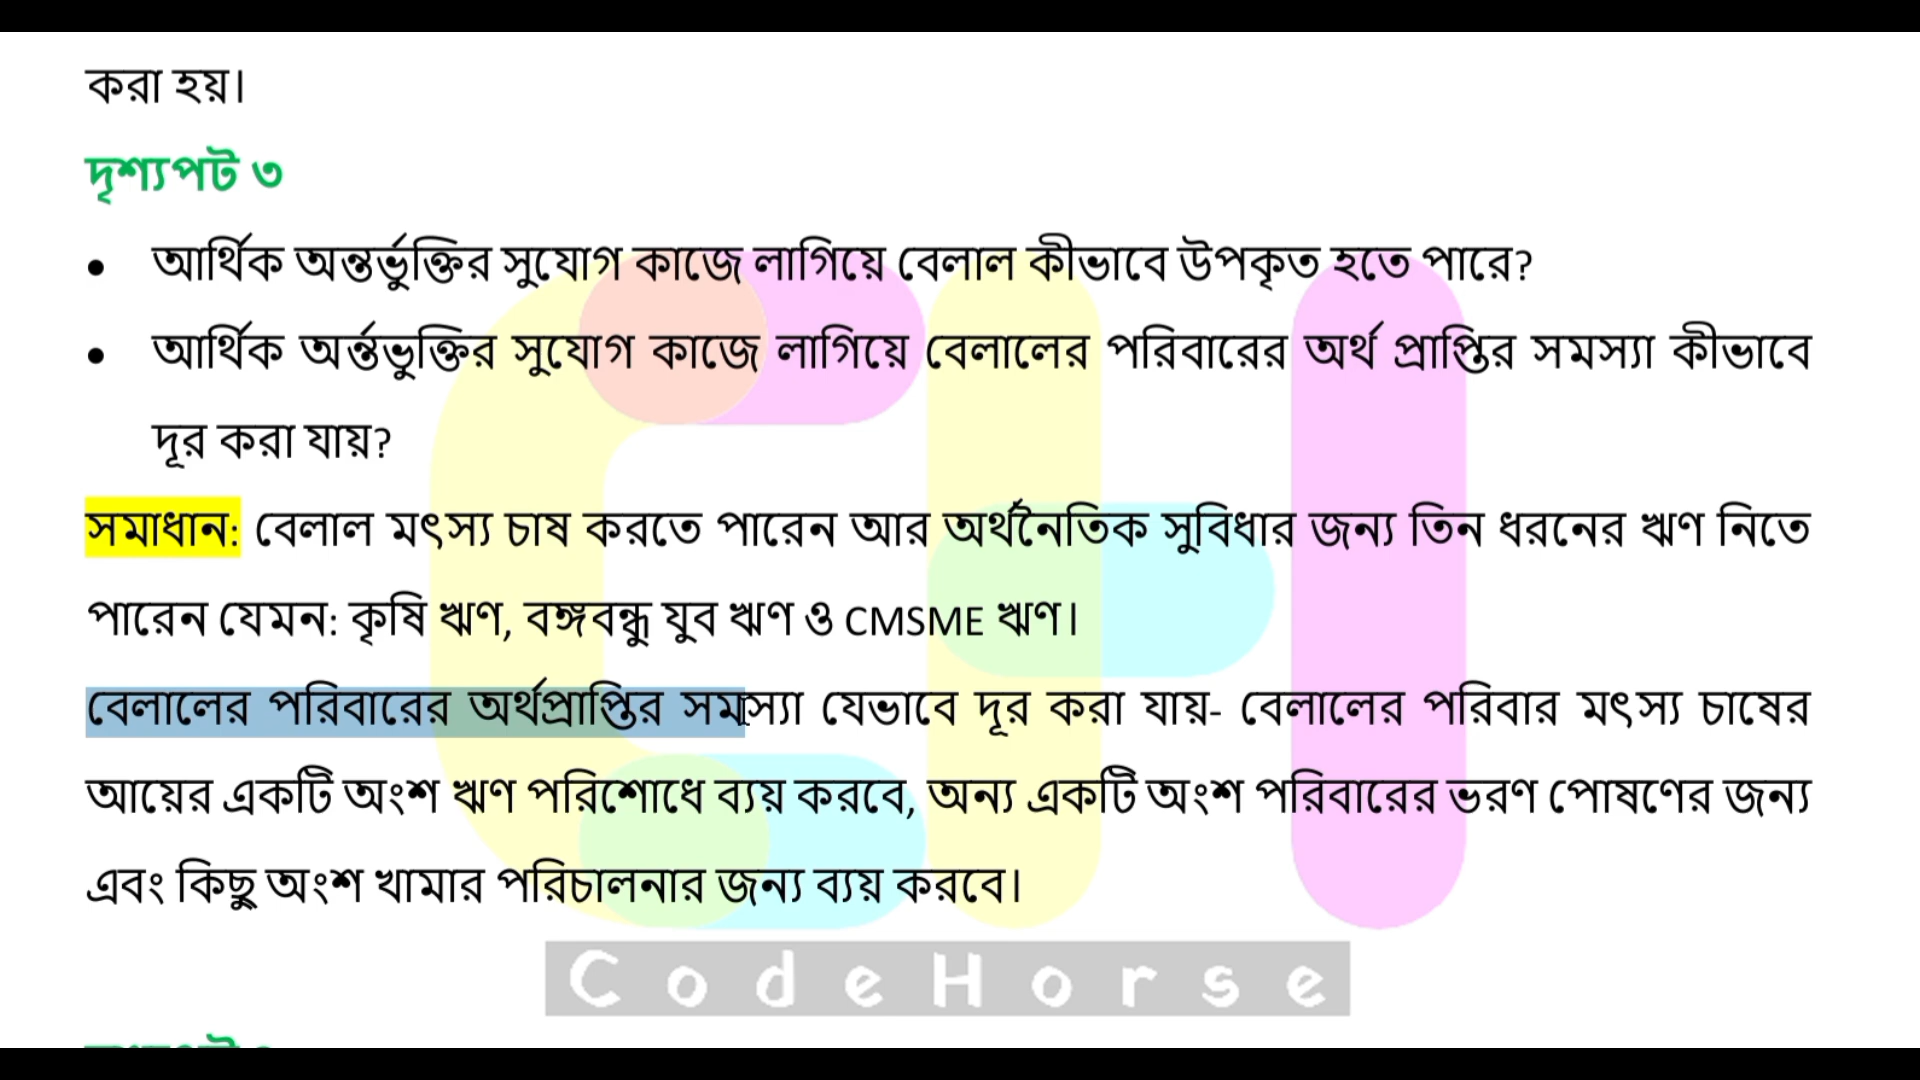 করা হয়।
দৃশ্যপট ৩
• আর্থিক অন্তর্ভুক্তির সুযোগ কাজে লাগিয়ে বেলাল কীভাবে উপকৃত হতে পারে?
• আর্থিক অর্ন্তভুক্তির সুযোগ কাজে লাগিয়ে বেলালের পরিবারের অর্থ প্রাপ্তির সমস্যা কীভাবে
দূর করা যায়?
সমাধান: বেলাল মৎস্য চাষ করতে পারেন আর অর্থনৈতিক সুবিধার জন্য তিন ধরনের ঋণ নিতে
পারেন যেমন: কৃষি ঋণ, বঙ্গবন্ধু যুব ঋণ ও CMSME ঋণ।
বেলালের পরিবারের অর্থপ্রাপ্তির সমস্যা যেভাবে দূর করা যায়- বেলালের পরিবার মৎস্য চাষের
আয়ের একটি অংশ ঋণ পরিশোধে ব্যয় করবে, অন্য একটি অংশ পরিবারের ভরণ পোষণের জন্য
এবং কিছু অংশ খামার পরিচালনার জন্য ব্যয় করবে।
CodeHorse